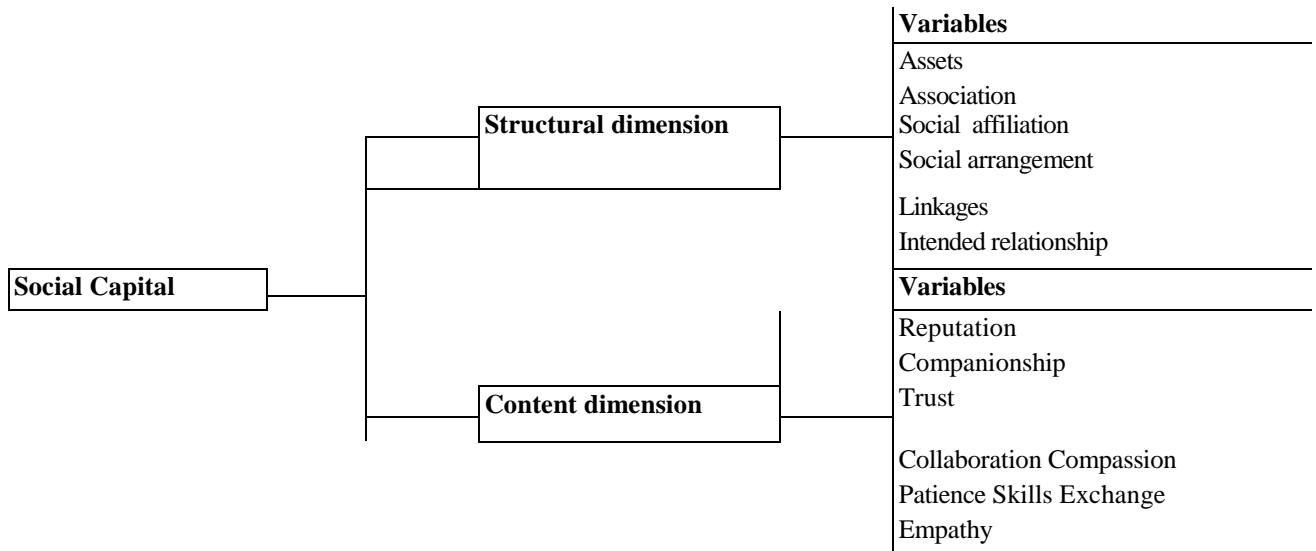 Variables
Assets
Association
Structural dimension
Social affiliation
Social arrangement
Linkages
Intended relationship
Social Capital
Variables
Reputation
Companionship
Trust
Content dimension
Collaboration Compassion
Patience Skills Exchange
Empathy